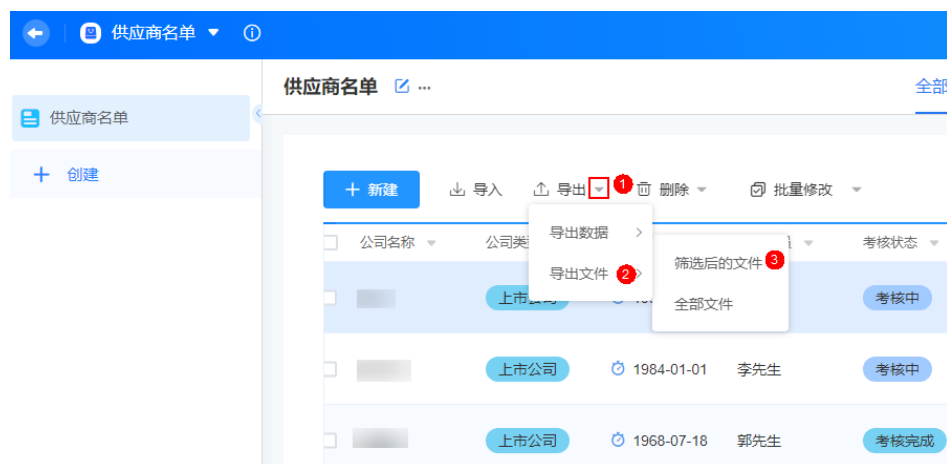 供应商名单
供应商名单
全部
供应商名单
创建
新建 导入 导出 1 删除 批量修改
导出数据
公司名称 公司类 考核状态
筛选后的文件 3
导出文件 2
全部文件
考核中
上市公司 1984-01-01 李先生 考核中
上市公司 1968-07-18 郭先生 考核完成